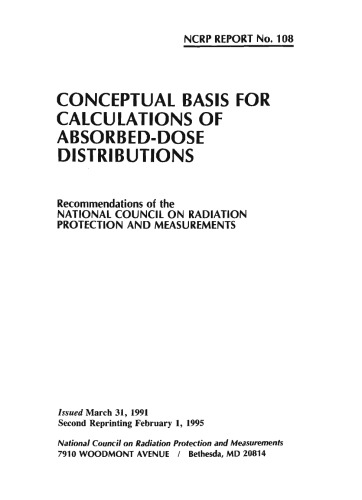 NCRP REPORT No. 108
CONCEPTUAL BASIS FOR
CALCULATIONS OF
ABSORBED-DOSE
DISTRIBUTIONS
Recommendations of the
NATIONAL COUNCIL ON RADIATION
PROTECTION AND MEASUREMENTS
Issued March 31, 1991
Second Reprinting February 1, 1995
National Council on Radiation Protection and Measurements
7910 WOODMONT AVENUE / Bethesda, MD 20814